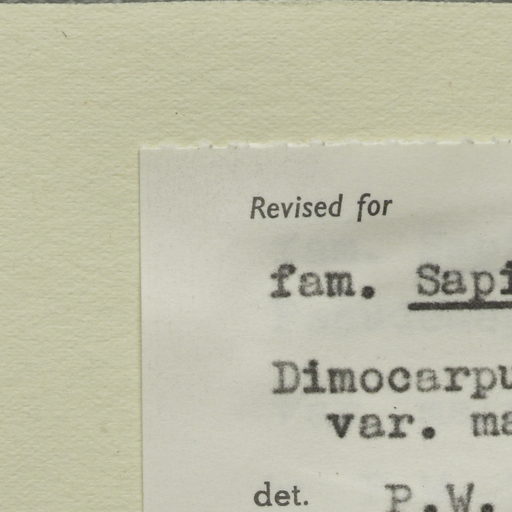 Revised for
fam. Sapi
Dimocarpu
var. ma
det. P.W.